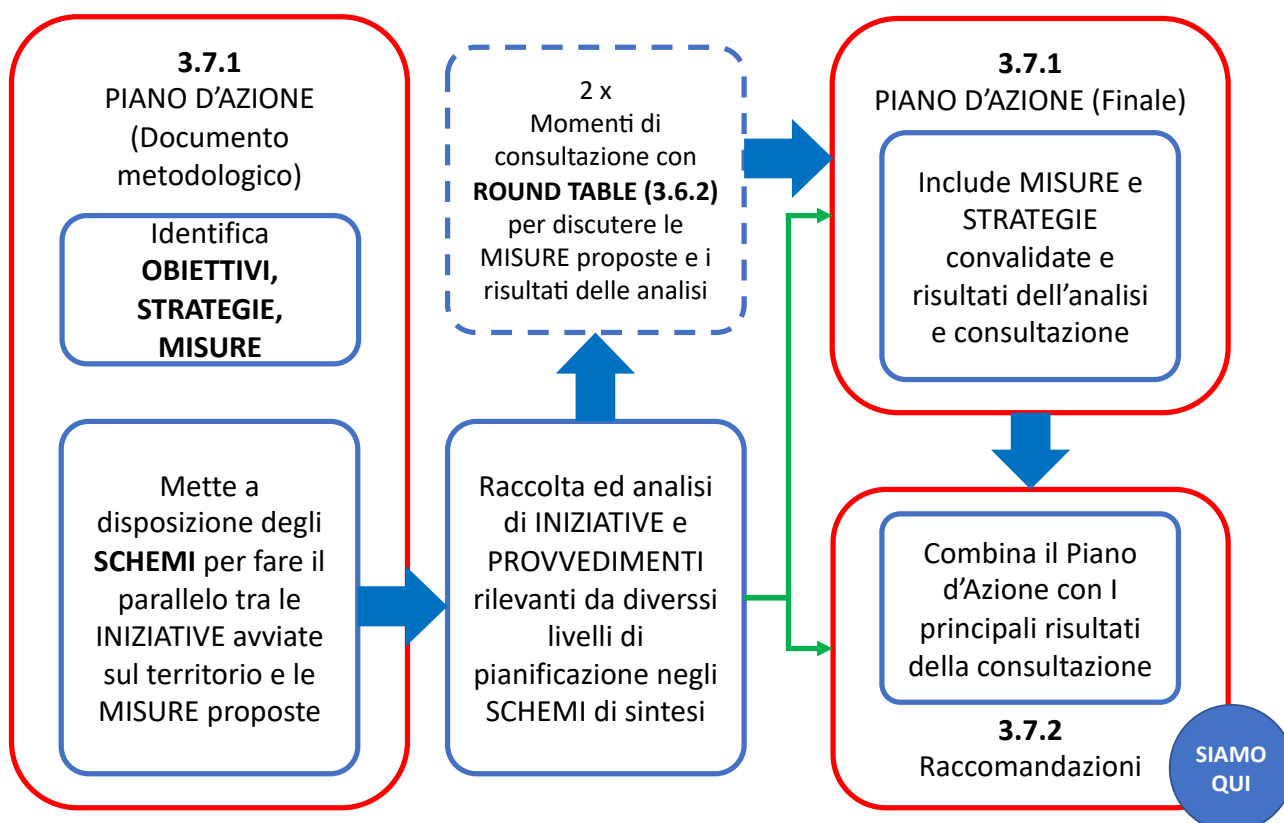 3.7.1
PIANO D'AZIONE
(Documento
metodologico)
Identifica
OBIETTIVI,
STRATEGIE,
MISURE
Mette a
disposizione degli
SCHEMI per fare il
parallelo tra le
INIZIATIVE avviate
sul territorio e le
MISURE proposte
2 x
Momenti di
consultazione con
ROUND TABLE (3.6.2)
per discutere le
MISURE proposte e i
risultati delle analisi
Raccolta ed analisi
di INIZIATIVE e
PROVVEDIMENTI
rilevanti da diverssi
livelli di
pianificazione negli
SCHEMI di sintesi
3.7.1
PIANO D'AZIONE (Finale)
Include MISURE e
STRATEGIE
convalidate e
risultati dell'analisi
e consultazione
Combina il Piano
d'Azione con I
principali risultati
della consultazione
3.7.2
Raccomandazioni
SIAMO
QUI